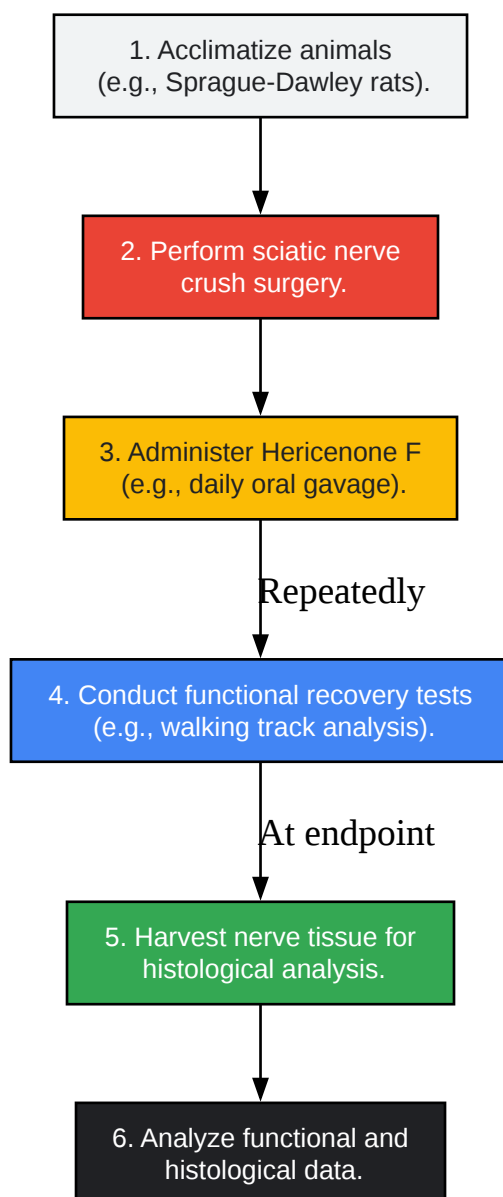 1. Acclimatize animals
(e.g., Sprague-Dawley rats).
2. Perform sciatic nerve
crush surgery.
3. Administer Hericenone F
(e.g., daily oral gavage).
Repeatedly
4. Conduct functional recovery tests
(e.g., walking track analysis).
At endpoint
5. Harvest nerve tissue for
histological analysis.
6. Analyze functional and
histological data.